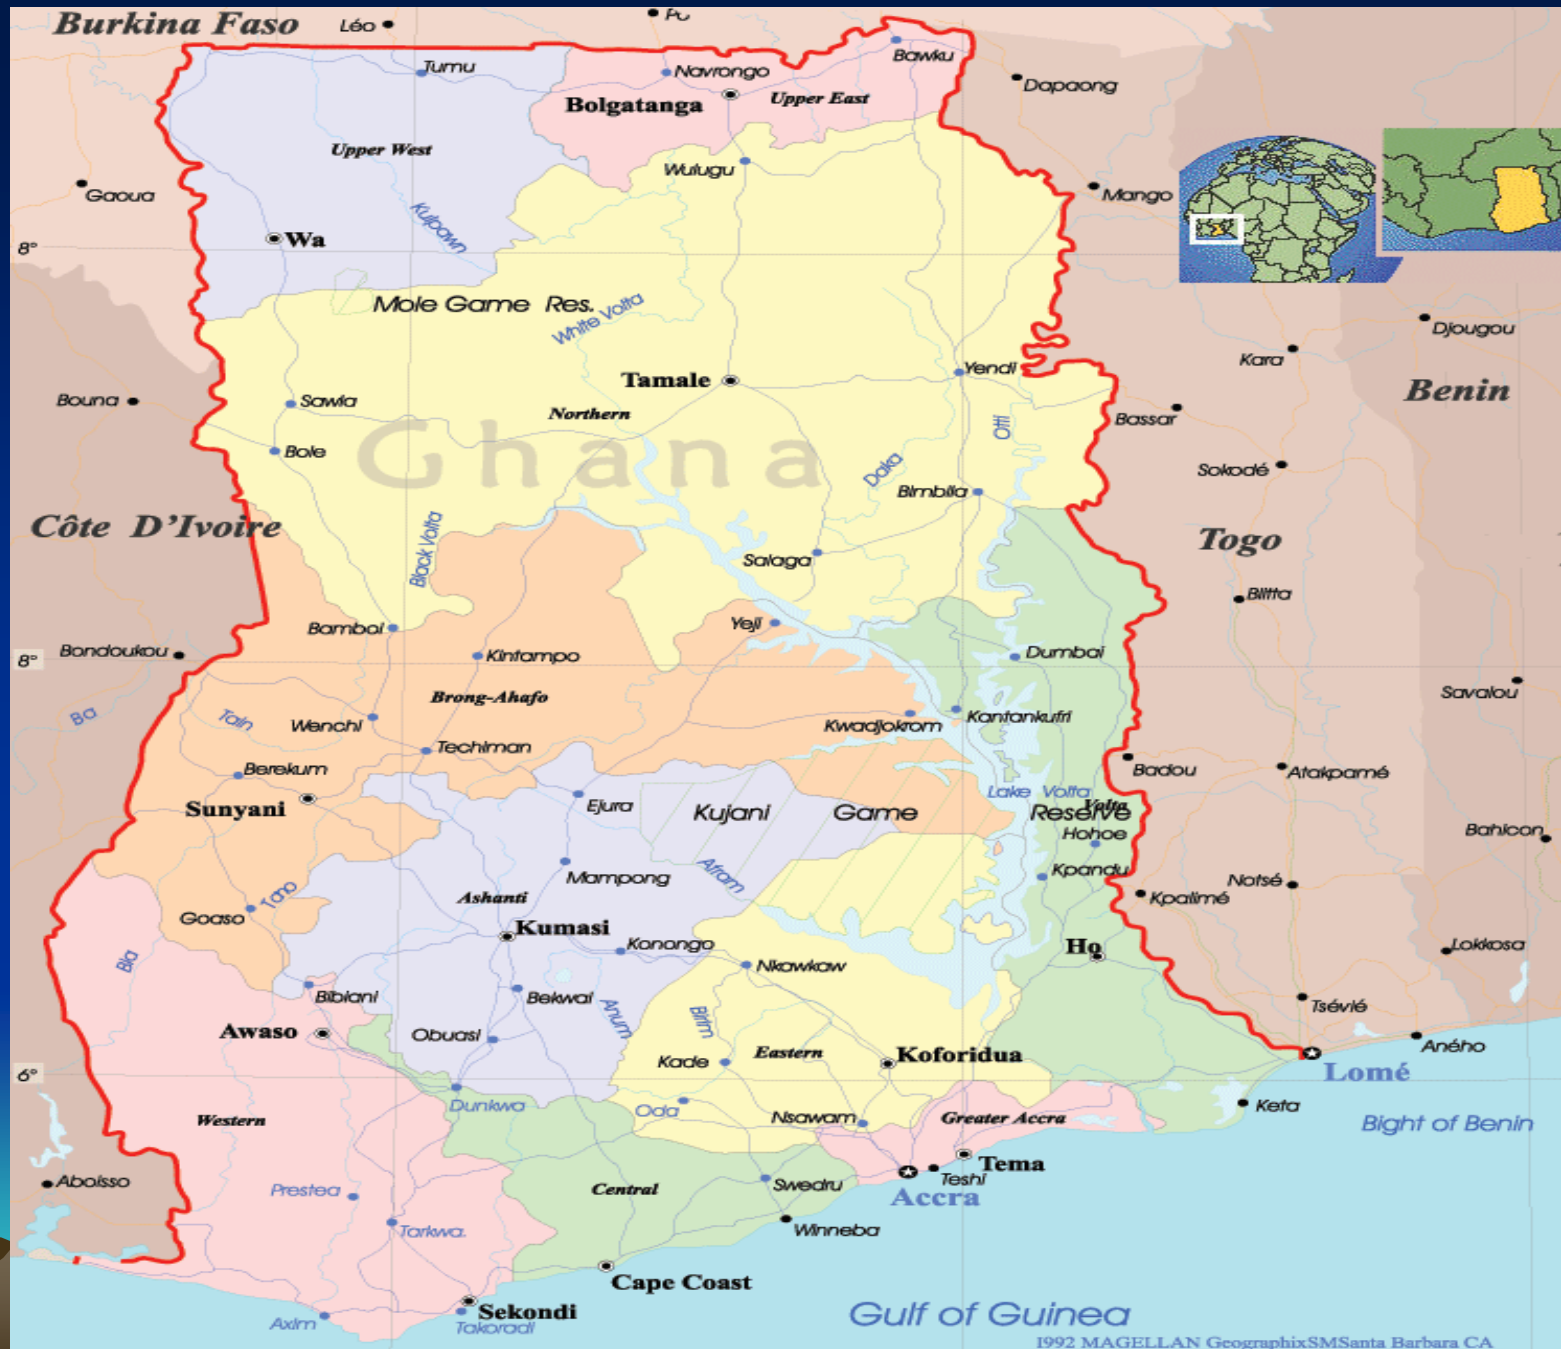 Burkina Faso
Léo
Tumu
Navrongo
Bawku
Bolgatanga
Upper East
Dapaong
Upper West
Wulugu
Gaoua
Kulpawn
Mango
Wa
8°
Mole Game Res.
White Volta
Djougou
Kara
Tamale
Yendi
Benin
Bouna
Sawla
Northern
Bassar
Oti
Ghana
Bole
Daka
Sokodé
Bimbila
Côte D'Ivoire
Black Volta
Togo
Salaga
Blitta
Bamboi
Yeji
8°
Bondoukou
Kintampo
Dumbai
Brong-Ahafo
Savalou
Ba
Tain
Wenchi
Kwadjokrom
Kantankufri
Techiman
Berekum
Badou
Atakpamé
Sunyani
Ejura
Lake Volta
Volta
Kujani Game Reserve
Hohoe
Bahicon
Mampong
Afram
Kpandu
Tano
Ashanti
Notsé
Kpalimé
Goaso
Kumasi
Konongo
Ho
Lokkosa
Bia
Nkawkaw
Bibiani
Bekwai
Anum
Birim
Tsévié
Awaso
Obuasi
Eastern
Koforidua
Aného
Kade
6°
Lomé
Dunkwa
Oda
Keta
Western
Nsawam
Greater Accra
Bight of Benin
Tema
Aboisso
Prestea
Central
Swedru
Teshi
Accra
Tarkwa.
Winneba
Cape Coast
Sekondi
Axim
Takoradi
Gulf of Guinea
1992 MAGELLAN GeographixSMSanta Barbara CA